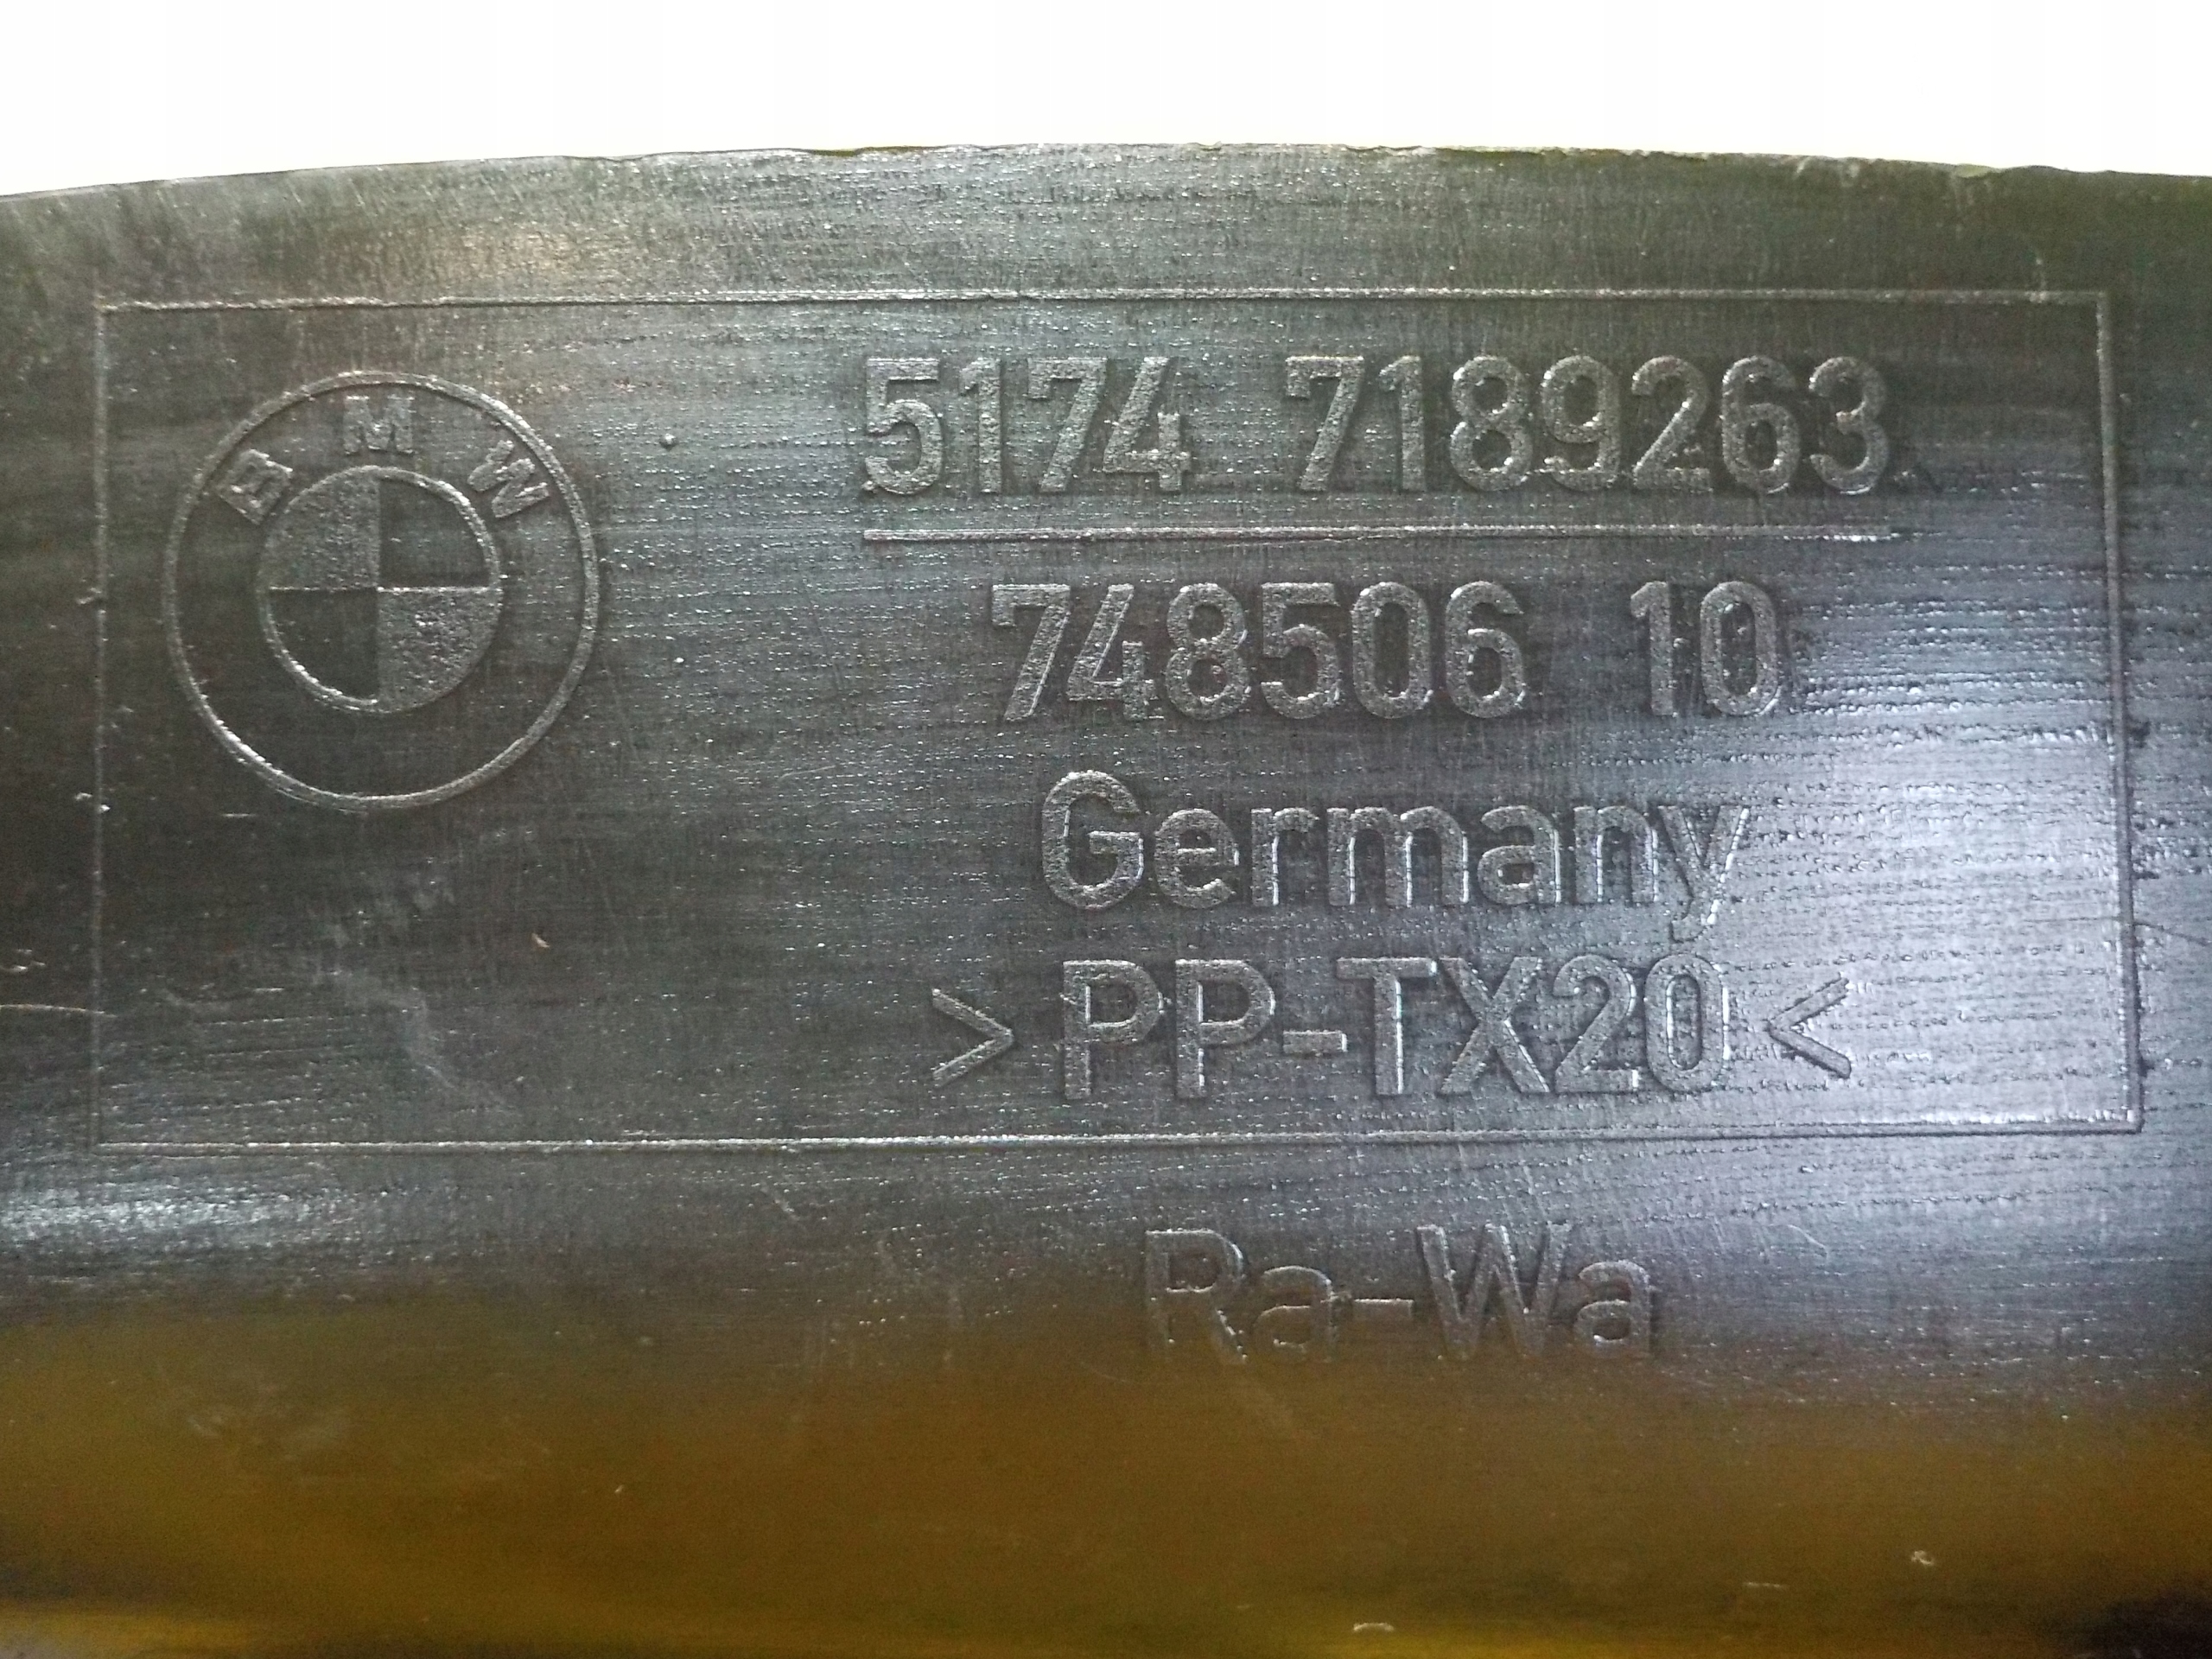 BMW
5174 7189263
748506 10
Germany
>PP-TX20<
Ra-Wa